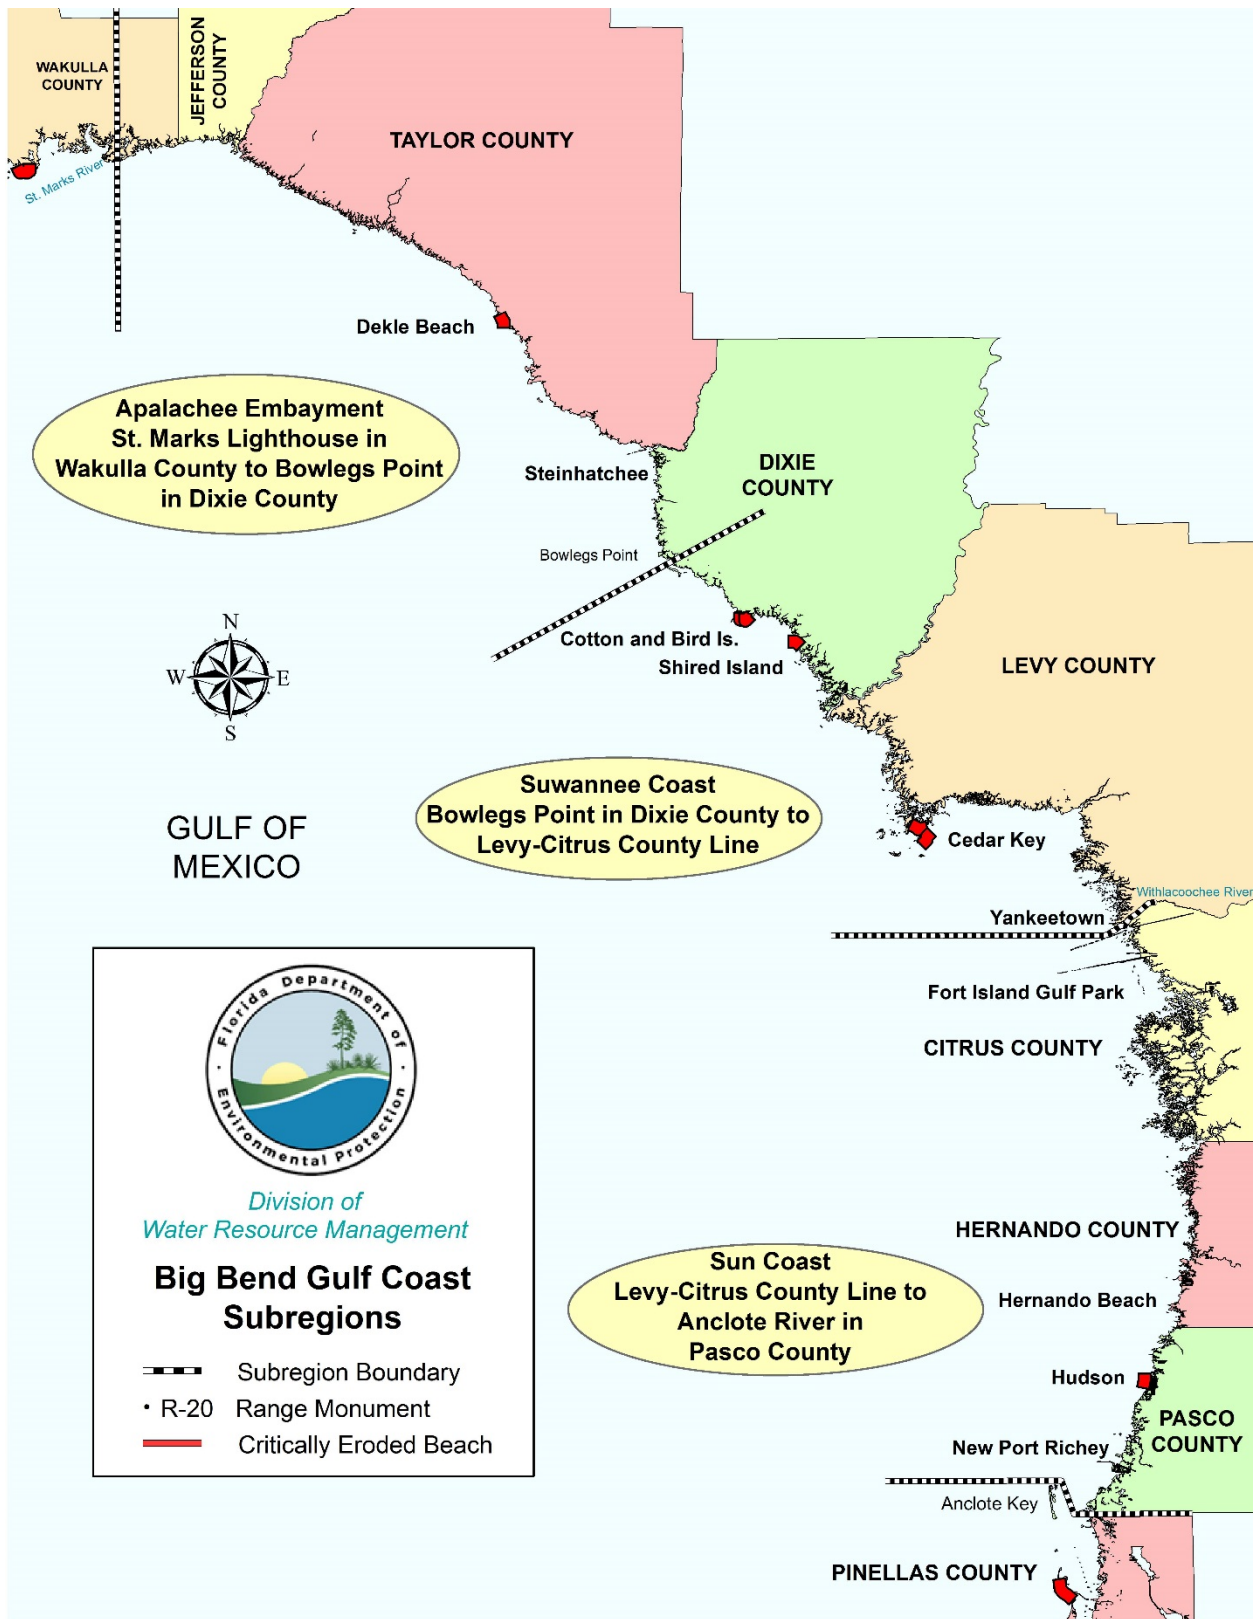 WAKULLA
COUNTY
JEFFERSON
COUNTY
TAYLOR COUNTY
St. Marks River
Dekle Beach
Apalachee Embayment
St. Marks Lighthouse in
Wakulla County to Bowlegs Point
in Dixie County
Steinhatchee
DIXIE
COUNTY
Bowlegs Point
Cotton and Bird Is.
Shired Island
LEVY COUNTY
N
W
E
S
Suwannee Coast
Bowlegs Point in Dixie County to
Levy-Citrus County Line
GULF OF
MEXICO
Cedar Key
Withlacoochee River
Yankeetown
Fort Island Gulf Park
CITRUS COUNTY
Florida Department of
Environmental Protection
Division of
Water Resource Management
Big Bend Gulf Coast
Subregions
Subregion Boundary
R-20 Range Monument
Critically Eroded Beach
HERNANDO COUNTY
Sun Coast
Levy-Citrus County Line to
Anclote River in
Pasco County
Hernando Beach
Hudson
PASCO
COUNTY
New Port Richey
Anclote Key
PINELLAS COUNTY